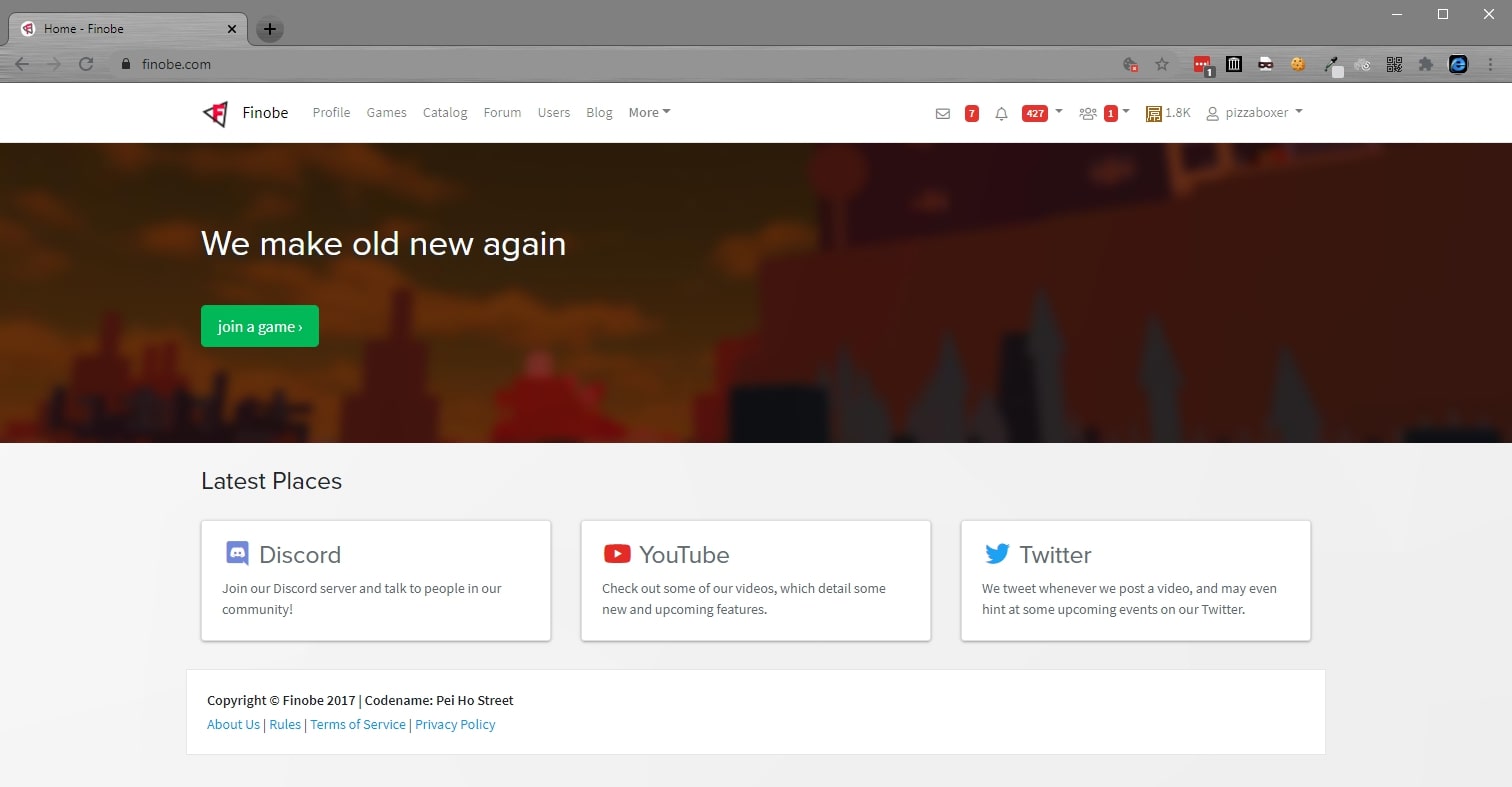 Home - Finobe
finobe.com
1
Finobe Profile Games Catalog Forum Users Blog More 7 427 1 1.8K pizzaboxer
We make old new again
join a game ›
Latest Places
Discord
Join our Discord server and talk to people in our
community!
YouTube
Check out some of our videos, which detail some
new and upcoming features.
Twitter
We tweet whenever we post a video, and may even
hint at some upcoming events on our Twitter.
Copyright © Finobe 2017 | Codename: Pei Ho Street
About Us | Rules | Terms of Service | Privacy Policy